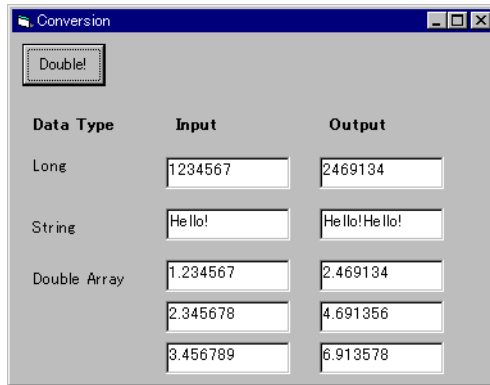 Conversion
Double!
Data Type Input Output
Long 1234567 2469134
String Hello! Hello!Hello!
Double Array 1.234567 2.469134
2.345678 4.691356
3.456789 6.913578